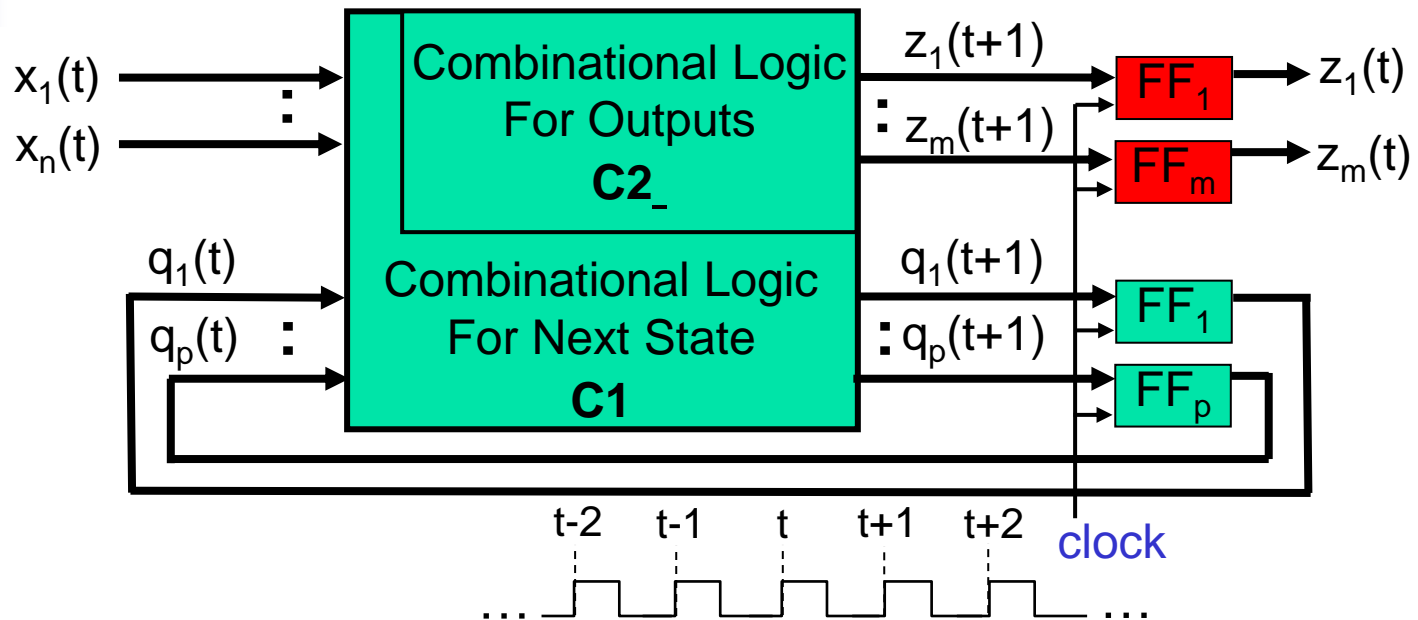 x₁(t)
:
xₙ(t)
Combinational Logic
For Outputs
C2_
z₁(t+1)
:
zₘ(t+1)
FF₁
FFₘ
z₁(t)
zₘ(t)
q₁(t)
:
qₚ(t)
Combinational Logic
For Next State
C1
q₁(t+1)
:
qₚ(t+1)
FF₁
FFₚ
t-2 t-1 t t+1 t+2
clock
... ...